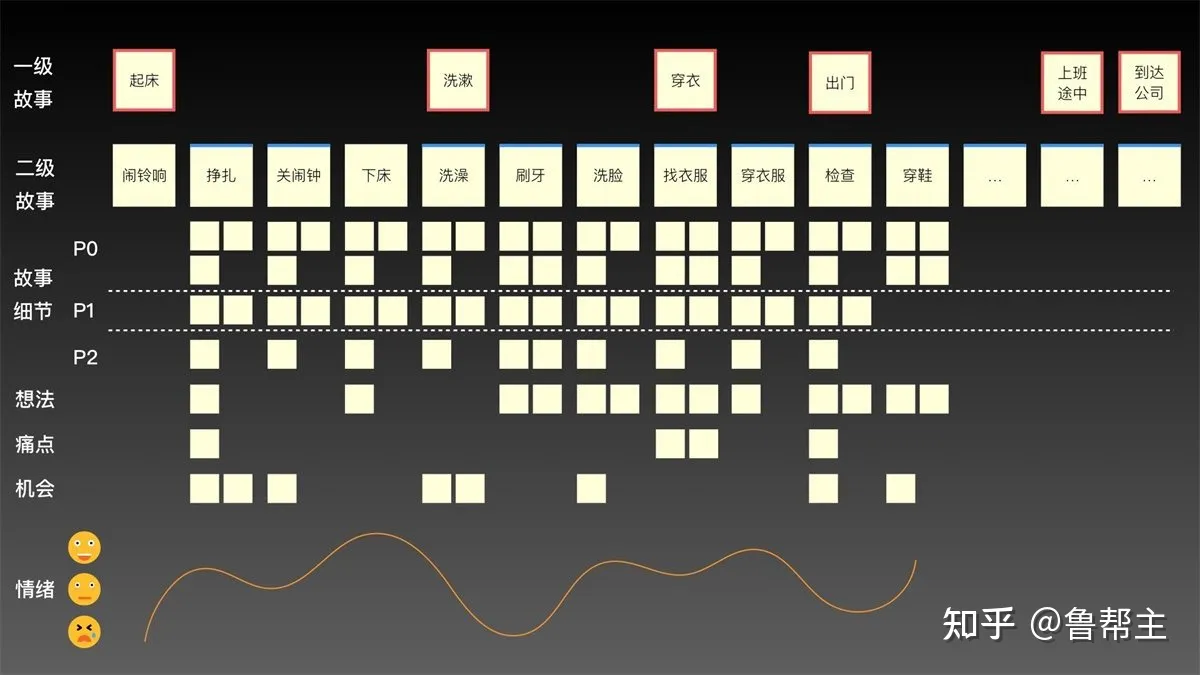 一级
故事
起床
洗漱
穿衣
出门
上班
途中
到达
公司
二级
故事
闹铃响
挣扎
关闹钟
下床
洗澡
刷牙
洗脸
找衣服
穿衣服
检查
穿鞋
...
...
...
P0
故事
细节
P1
P2
想法
痛点
机会
情绪
知乎 @鲁帮主